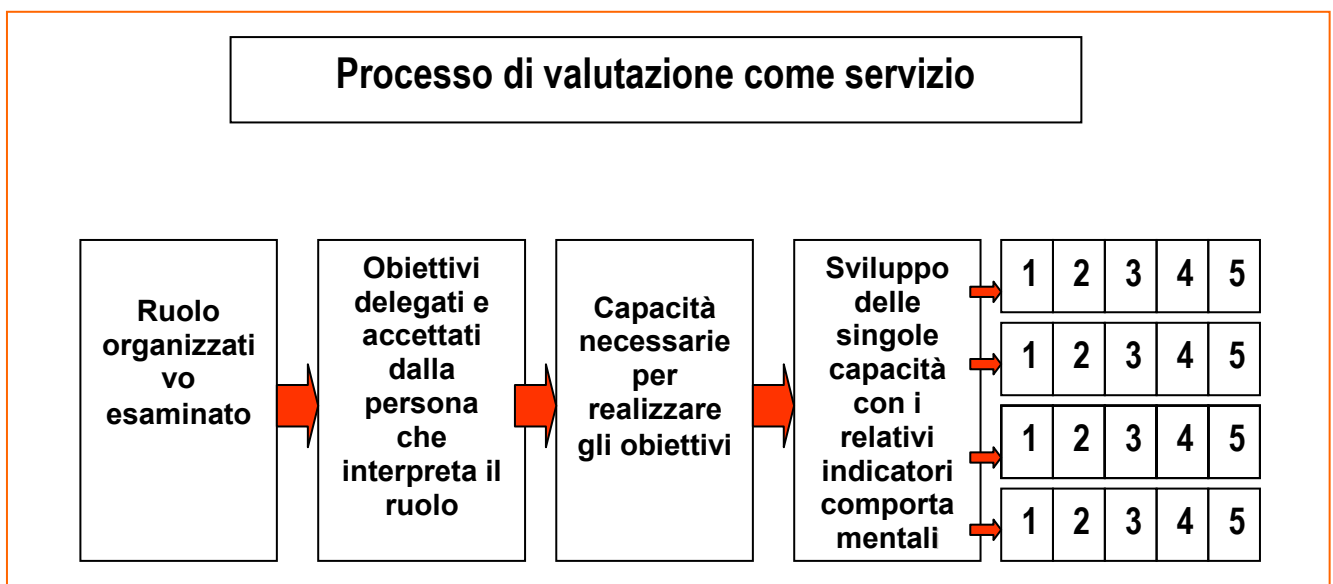 Processo di valutazione come servizio
Ruolo
organizzati
vo
esaminato
Obiettivi
delegati e
accettati
dalla
persona
che
interpreta il
ruolo
Capacità
necessarie
per
realizzare
gli obiettivi
Sviluppo
delle
singole
capacità
con i
relativi
indicatori
comporta
mentali
1 2 3 4 5
1 2 3 4 5
1 2 3 4 5
1 2 3 4 5